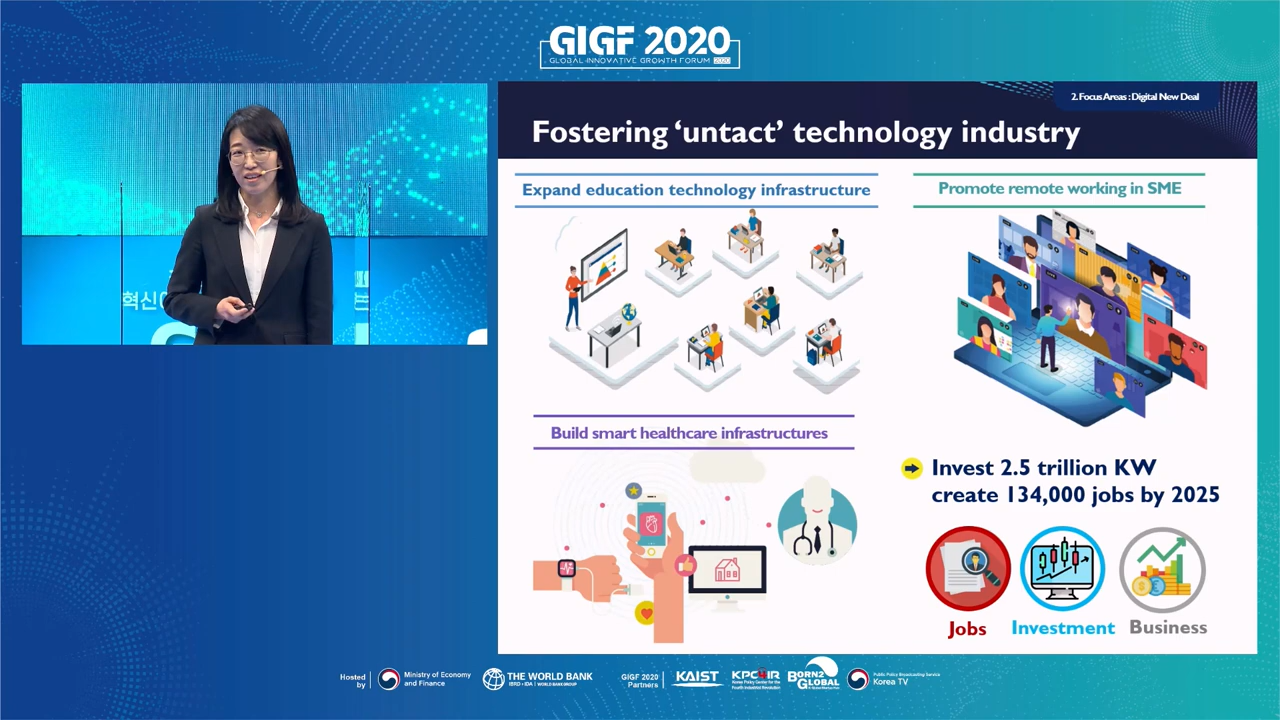 GIGF 2020
GLOBAL INNOVATIVE GROWTH FORUM 2020
혁신
2. Focus Areas : Digital New Deal
Fostering ‘untact’ technology industry
Expand education technology infrastructure
Promote remote working in SME
Build smart healthcare infrastructures
Invest 2.5 trillion KW
create 134,000 jobs by 2025
Jobs
Investment
Business
Hosted
by
Ministry of Economy
and Finance
THE WORLD BANK
IBRD • IDA | WORLD BANK GROUP
GIGF 2020
Partners
KAIST
KPC4IR
Korea Policy Center for the
Fourth Industrial Revolution
BORN2
GLOBAL
Public Policy Broadcasting Service
Korea TV